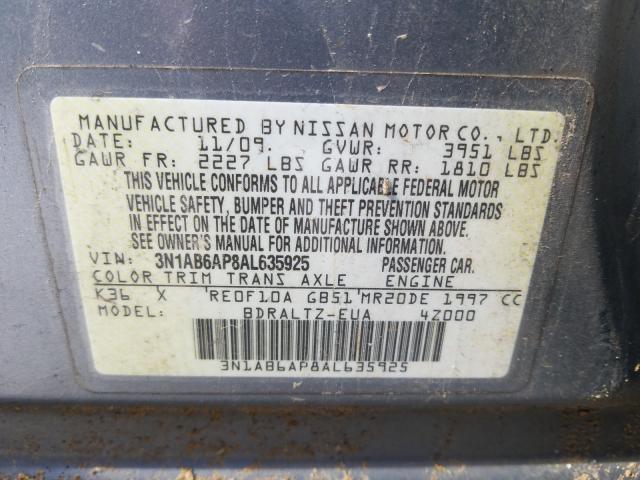 MANUFACTURED BY NISSAN MOTOR CO., LTD.
DATE: 11/09. GVWR: 3951 LBS
GAWR FR: 2227 LBS GAWR RR: 1810 LBS
THIS VEHICLE CONFORMS TO ALL APPLICABLE FEDERAL MOTOR
VEHICLE SAFETY, BUMPER AND THEFT PREVENTION STANDARDS
IN EFFECT ON THE DATE OF MANUFACTURE SHOWN ABOVE.
SEE OWNER'S MANUAL FOR ADDITIONAL INFORMATION.
VIN: 3N1AB6AP8AL635925 PASSENGER CAR.
COLOR TRIM TRANS AXLE ENGINE
K36 X 'RE0F10A GB51'MR20DE 1997 CC
MODEL: BDRALTZ-EUA 4Z000
3N1AB6AP8AL635925